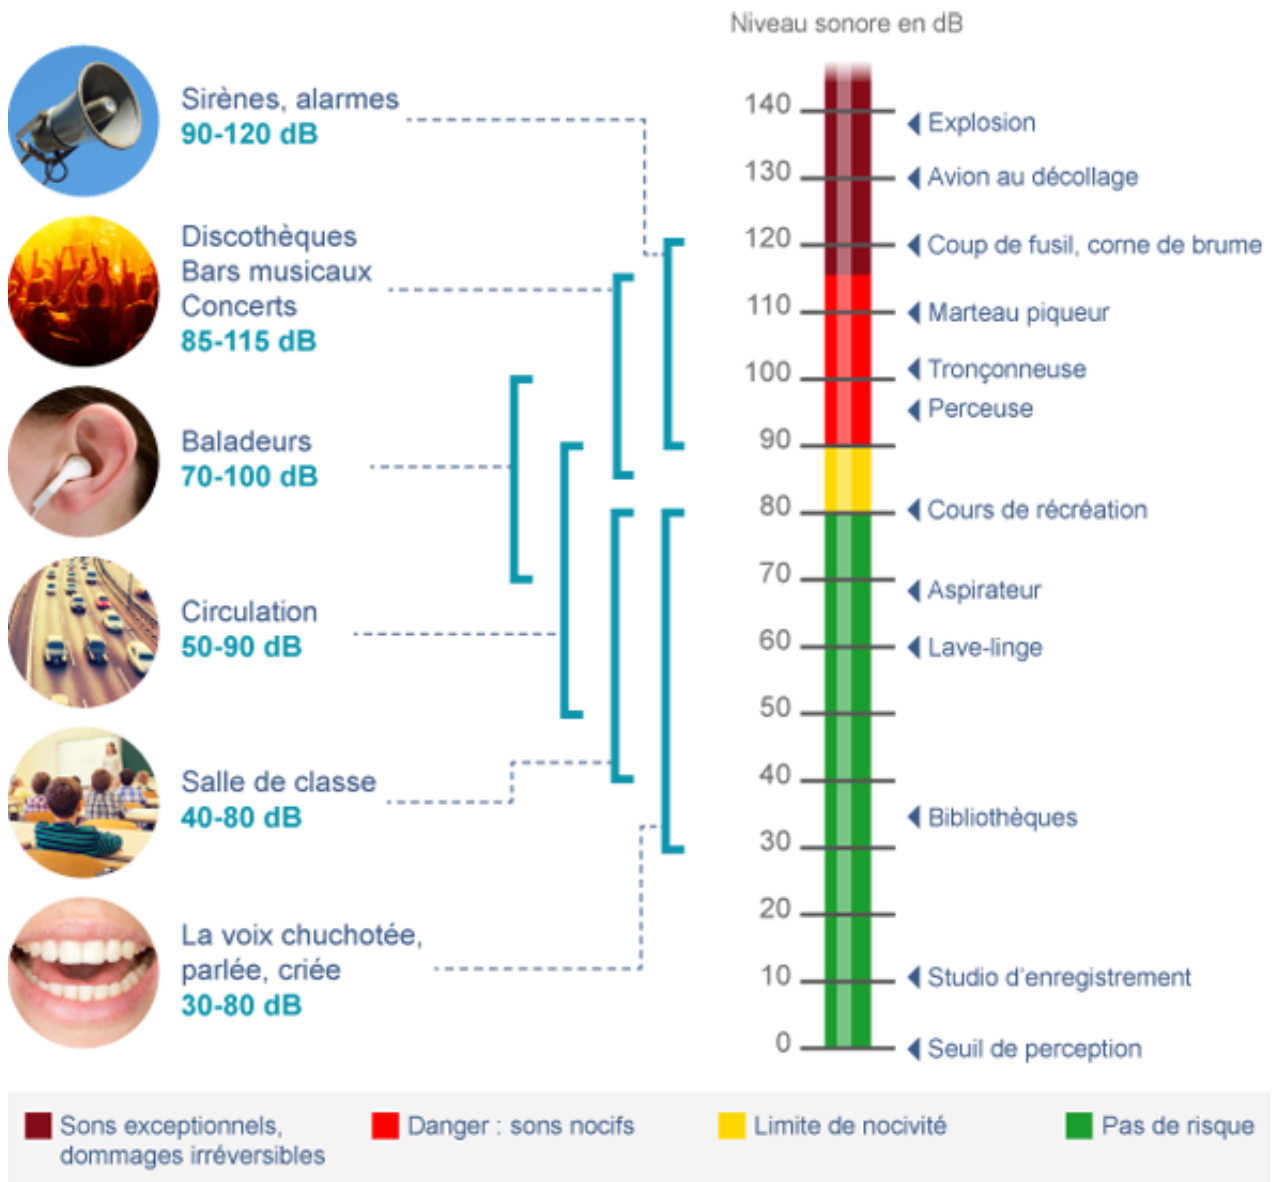 Niveau sonore en dB
Sirènes, alarmes
90-120 dB
Discothèques
Bars musicaux
Concerts
85-115 dB
Baladeurs
70-100 dB
Circulation
50-90 dB
Salle de classe
40-80 dB
La voix chuchotée,
parlée, criée
30-80 dB
140
130
120
110
100
90
80
70
60
50
40
30
20
10
0
Explosion
Avion au décollage
Coup de fusil, corne de brume
Marteau piqueur
Tronçonneuse
Perceuse
Cours de récréation
Aspirateur
Lave-linge
Bibliothèques
Studio d'enregistrement
Seuil de perception
Sons exceptionnels,
dommages irréversibles
Danger : sons nocifs
Limite de nocivité
Pas de risque